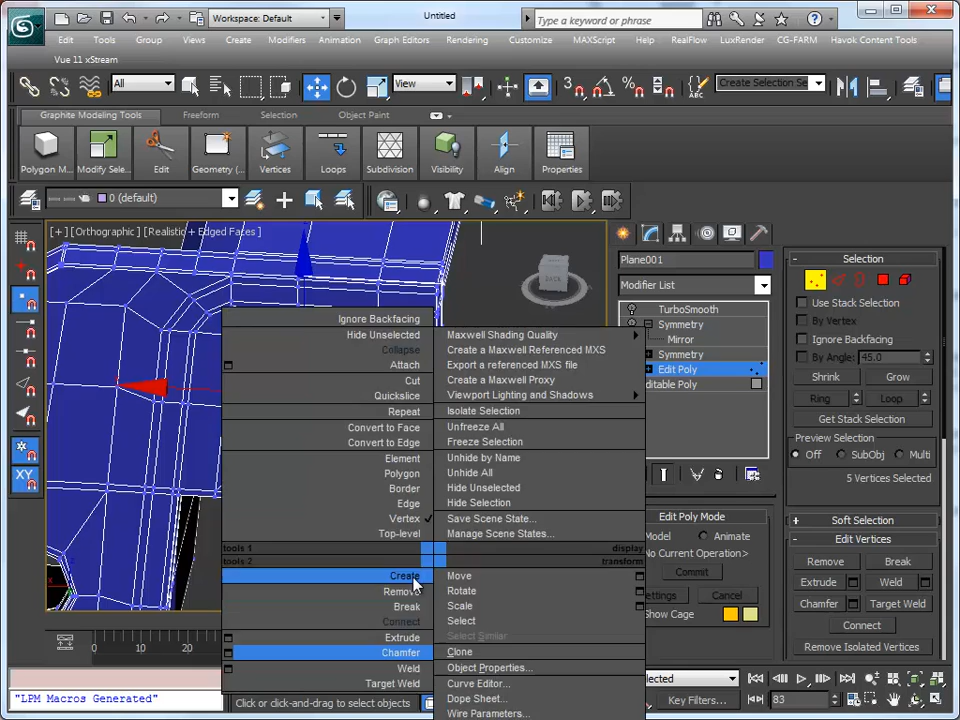 Workspace: Default
Untitled
Type a keyword or phrase
Edit Tools Group Views Create Modifiers Animation Graph Editors Rendering Customize MAXScript Help RealFlow LuxRender CG-FARM Havok Content Tools
Vue 11 xStream
All
View
Create Selection Se
Graphite Modeling Tools Freeform Selection Object Paint
Polygon M... Modify Sele... Edit Geometry ( Vertices Loops Subdivision Visibility Align Properties
0 (default)
[+] [Orthographic ] [Realistic + Edged Faces ]
BACK
Ignore Backfacing
Hide Unselected
Collapse
Attach
Cut
Quickslice
Repeat
Convert to Face
Convert to Edge
Element
Polygon
Border
Edge
Vertex
Top-level
tools 1
tools 2
Create
Remove
Break
Connect
Extrude
Chamfer
Weld
Target Weld
Maxwell Shading Quality
Create a Maxwell Referenced MXS
Export a referenced MXS file
Create a Maxwell Proxy
Viewport Lighting and Shadows
Isolate Selection
Unfreeze All
Freeze Selection
Unhide by Name
Unhide All
Hide Unselected
Hide Selection
Save Scene State...
Manage Scene States...
display
transform
Move
Rotate
Scale
Select
Select Similar
Clone
Object Properties...
Curve Editor...
Dope Sheet...
Wire Parameters...
Plane001
Modifier List
TurboSmooth
Symmetry
Mirror
Symmetry
Edit Poly
ditable Poly
Edit Poly Mode
Model Animate
No Current Operation>
Commit
ettings Cancel
Show Cage
Selection
Use Stack Selection
By Vertex
Ignore Backfacing
By Angle: 45.0
Shrink Grow
Ring Loop
Get Stack Selection
Preview Selection
Off SubObj Multi
5 Vertices Selected
Soft Selection
Edit Vertices
Remove Break
Extrude Weld
Chamfer Target Weld
Connect
Remove Isolated Vertices
XY
0 10 20
"LPM Macros Generated"
Click or click-and-drag to select objects
lected
Key Filters...
83